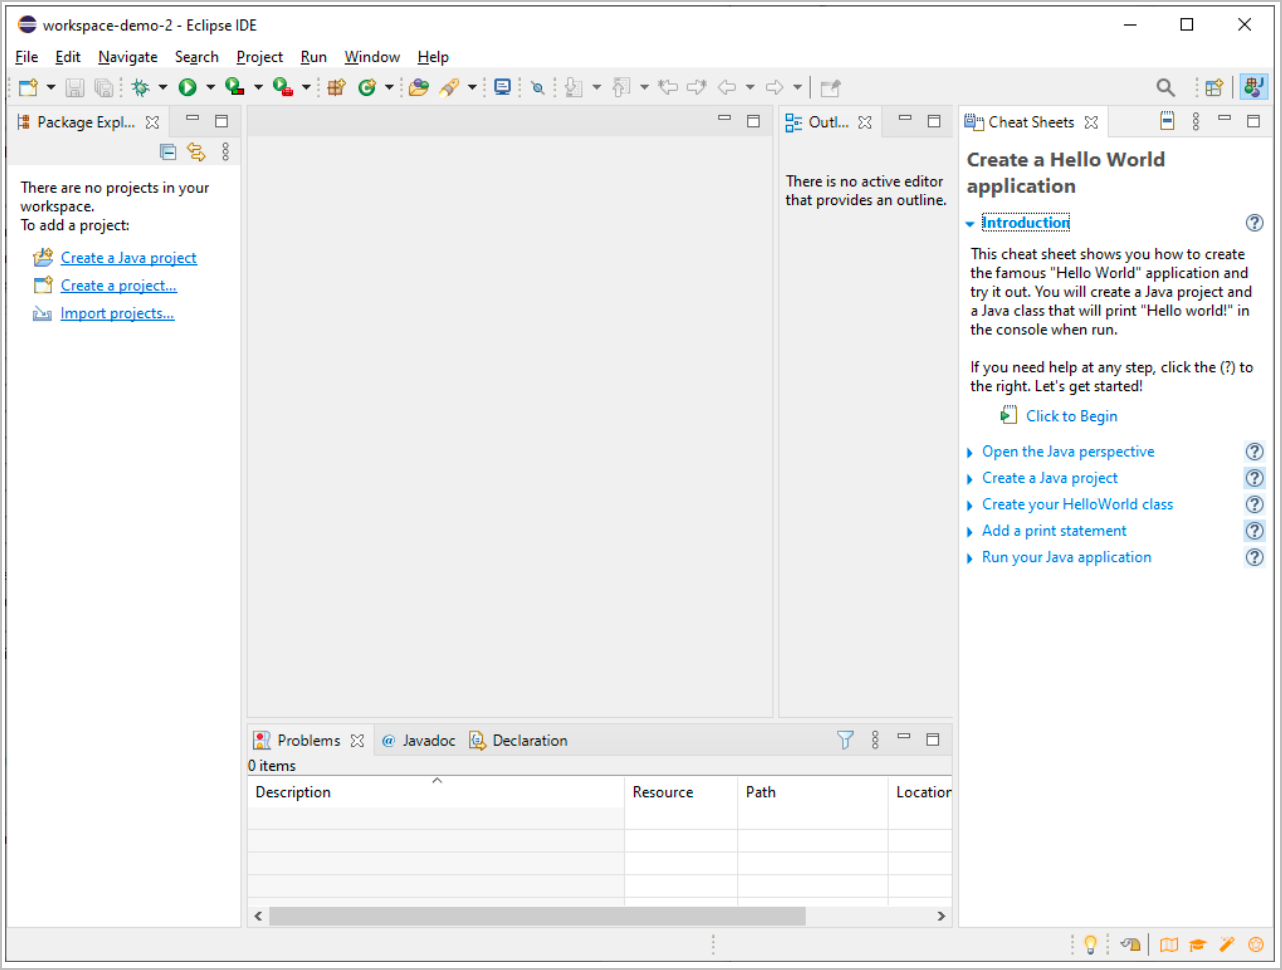 workspace-demo-2 - Eclipse IDE
File Edit Navigate Search Project Run Window Help
Package Expl...
There are no projects in your
workspace.
To add a project:
Create a Java project
Create a project...
Import projects...
Outl...
There is no active editor
that provides an outline.
Cheat Sheets
Create a Hello World
application
Introduction
This cheat sheet shows you how to create
the famous "Hello World" application and
try it out. You will create a Java project and
a Java class that will print "Hello world!" in
the console when run.
If you need help at any step, click the (?) to
the right. Let's get started!
Click to Begin
Open the Java perspective
Create a Java project
Create your HelloWorld class
Add a print statement
Run your Java application
Problems @ Javadoc Declaration
0 items
Description Resource Path Location